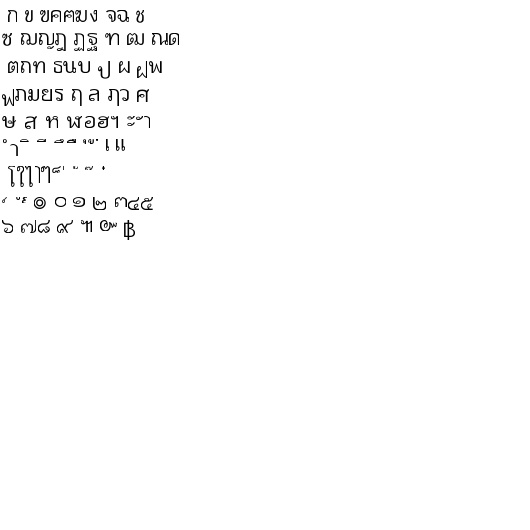 ก ข ฃคฅฆง จฉ ช
ซ ฌญฎ ฏฐ ฑ ฒ ณด
ตถท ธนบ ป ผ ฝพ
ฟภมยร ฤ ล ฦว ศ
ษ ส ห ฬอฮฯ ะ ั า
ำ ิ ี ึ ื ุ ู ฺ เ แ
โใไๅๆ ็ ่ ้ ๊ ๋
์ ํ ๎ ๏ ๐ ๑ ๒ ๓๔๕
๖ ๗๘ ๙ ๚ ๛ ฿